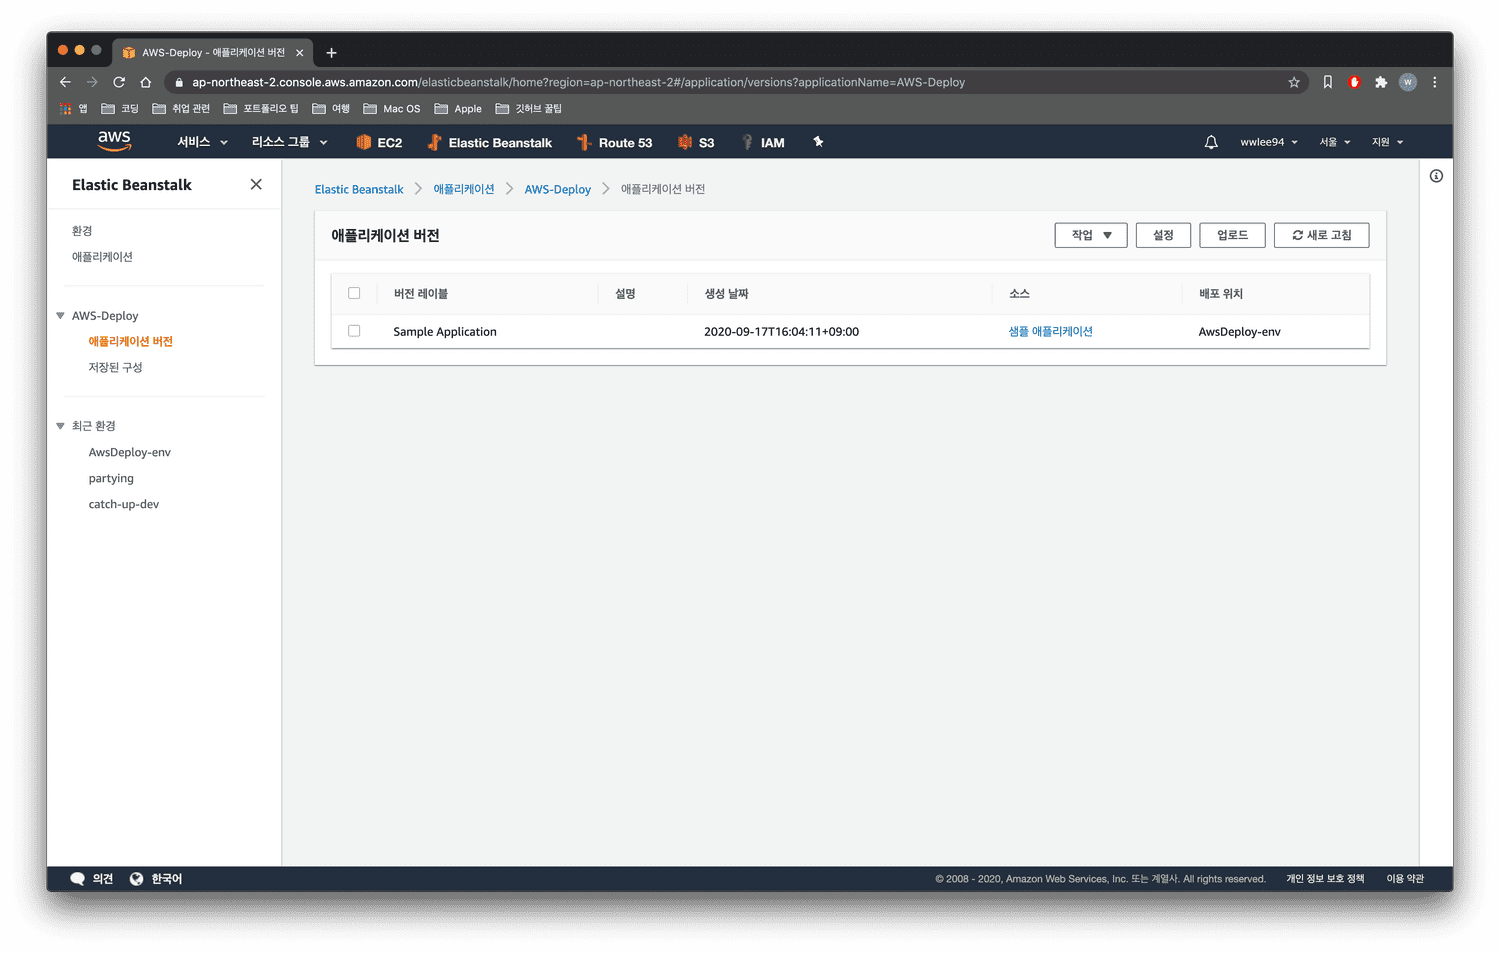 AWS-Deploy - 애플리케이션 버전
ap-northeast-2.console.aws.amazon.com/elasticbeanstalk/home?region=ap-northeast-2#/application/versions?applicationName=AWS-Deploy
W
앱 코딩 취업 관련 포트폴리오 팁 여행 Mac OS Apple 깃허브 꿀팁
aws 서비스 리소스 그룹 EC2 Elastic Beanstalk Route 53 S3 IAM wwlee94 서울 지원
Elastic Beanstalk
환경
애플리케이션
AWS-Deploy
애플리케이션 버전
저장된 구성
최근 환경
AwsDeploy-env
partying
catch-up-dev
Elastic Beanstalk > 애플리케이션 > AWS-Deploy > 애플리케이션 버전
애플리케이션 버전 작업 설정 업로드 새로 고침
버전 레이블 설명 생성 날짜 소스 배포 위치
Sample Application 2020-09-17T16:04:11+09:00 샘플 애플리케이션 AwsDeploy-env
의견 한국어 © 2008 - 2020, Amazon Web Services, Inc. 또는 계열사. All rights reserved. 개인 정보 보호 정책 이용 약관